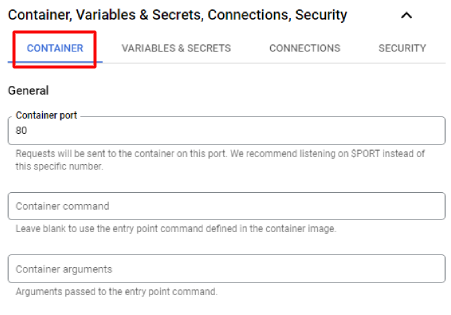 Container, Variables & Secrets, Connections, Security
CONTAINER VARIABLES & SECRETS CONNECTIONS SECURITY
General
Container port
80
Requests will be sent to the container on this port. We recommend listening on $PORT instead of
this specific number.
Container command
Leave blank to use the entry point command defined in the container image.
Container arguments
Arguments passed to the entry point command.